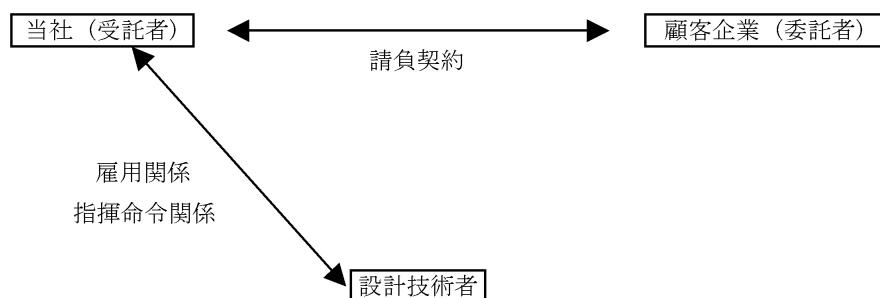 当社（受託者）
顧客企業（委託者）
請負契約
雇用関係
指揮命令関係
設計技術者